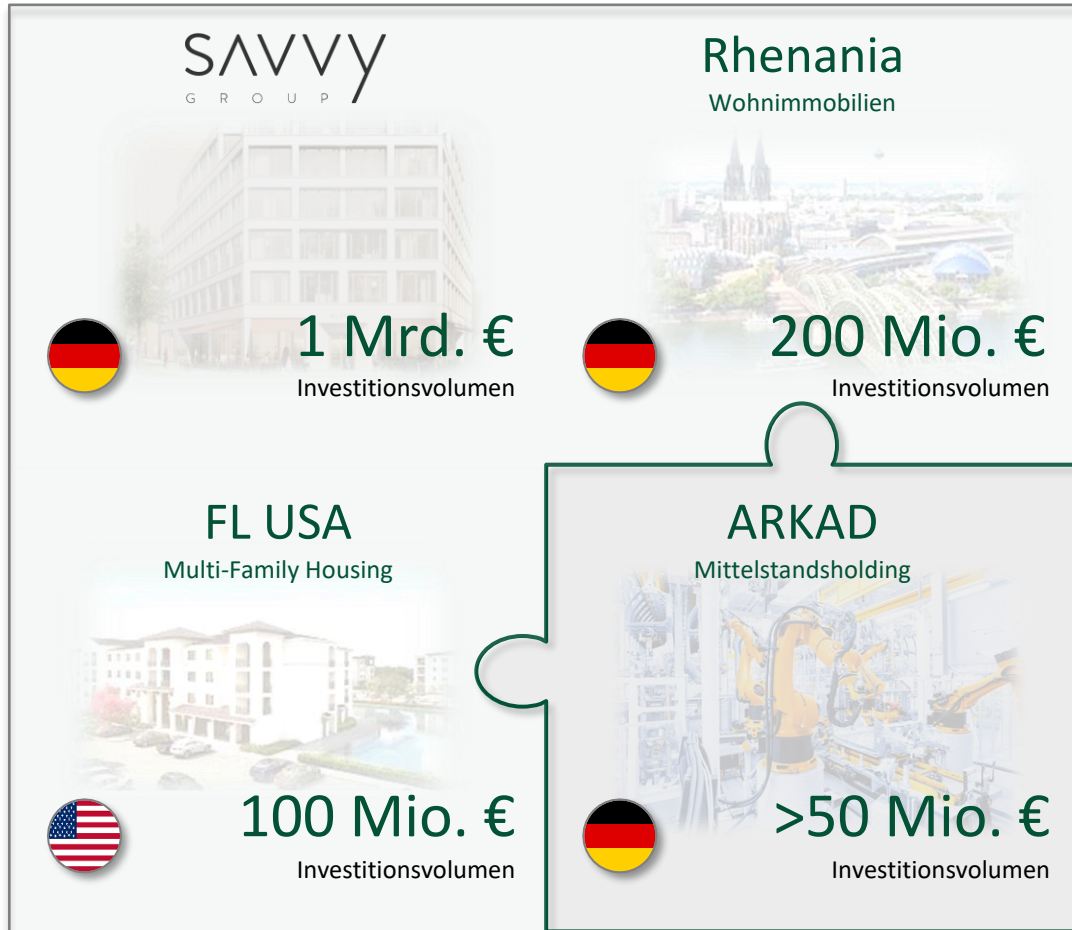 SAVVY
GROUP
1 Mrd. €
Investitionsvolumen
Rhenania
Wohnimmobilien
200 Mio. €
Investitionsvolumen
FL USA
Multi-Family Housing
100 Mio. €
Investitionsvolumen
ARKAD
Mittelstandsholding
>50 Mio. €
Investitionsvolumen